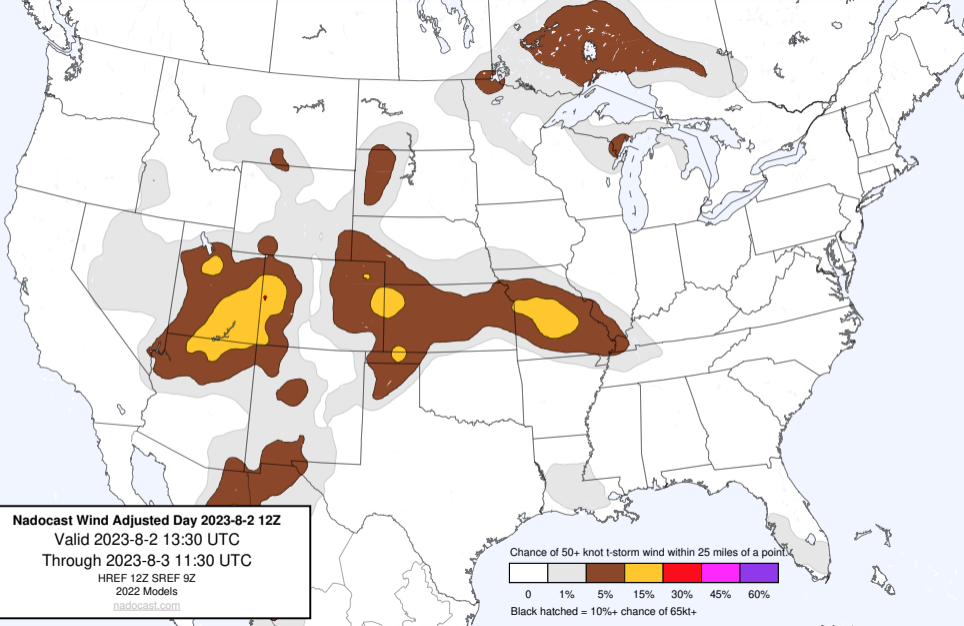 Nadocast Wind Adjusted Day 2023-8-2 12Z
Valid 2023-8-2 13:30 UTC
Through 2023-8-3 11:30 UTC
HREF 12Z SREF 9Z
2022 Models
nadocast.com
Chance of 50+ knot t-storm wind within 25 miles of a point.
0 1% 5% 15% 30% 45% 60%
Black hatched = 10%+ chance of 65kt+